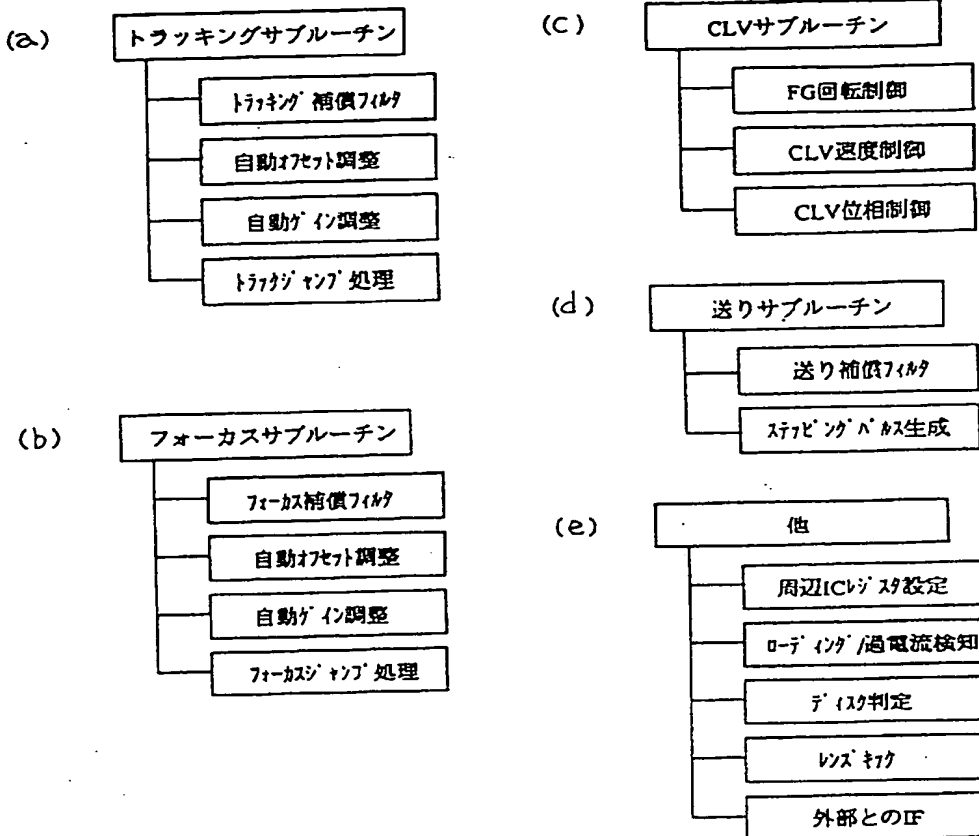 (a)
トラッキングサブルーチン
トラッキング補償フィルタ
自動オフセット調整
自動ゲイン調整
トラックジャンプ処理
(b)
フォーカスサブルーチン
フォーカス補償フィルタ
自動オフセット調整
自動ゲイン調整
フォーカスジャンプ処理
(c)
CLVサブルーチン
FG回転制御
CLV速度制御
CLV位相制御
(d)
送りサブルーチン
送り補償フィルタ
ステッピングパルス生成
(e)
他
周辺ICレジスタ設定
ローディング/過電流検知
ディスク判定
レンズキック
外部とのIF